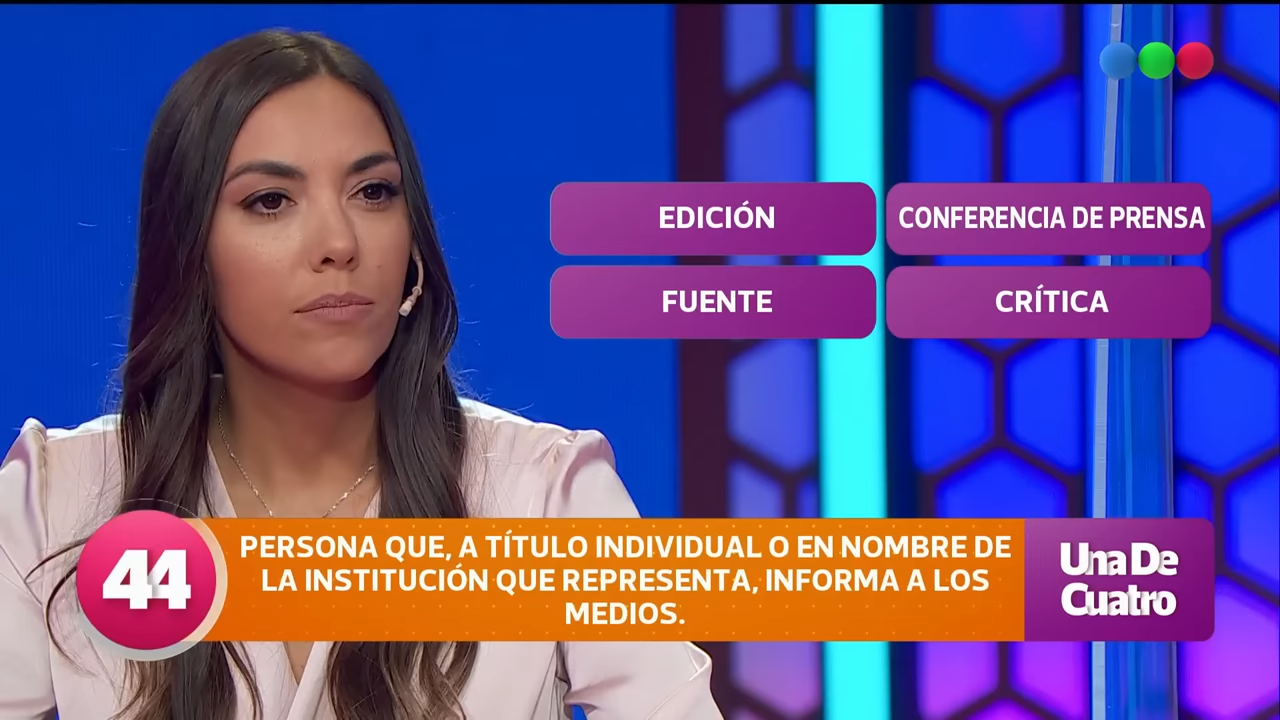 EDICIÓN
CONFERENCIA DE PRENSA
FUENTE
CRÍTICA
44
PERSONA QUE, A TÍTULO INDIVIDUAL O EN NOMBRE DE
LA INSTITUCIÓN QUE REPRESENTA, INFORMA A LOS
MEDIOS.
Una De
Cuatro